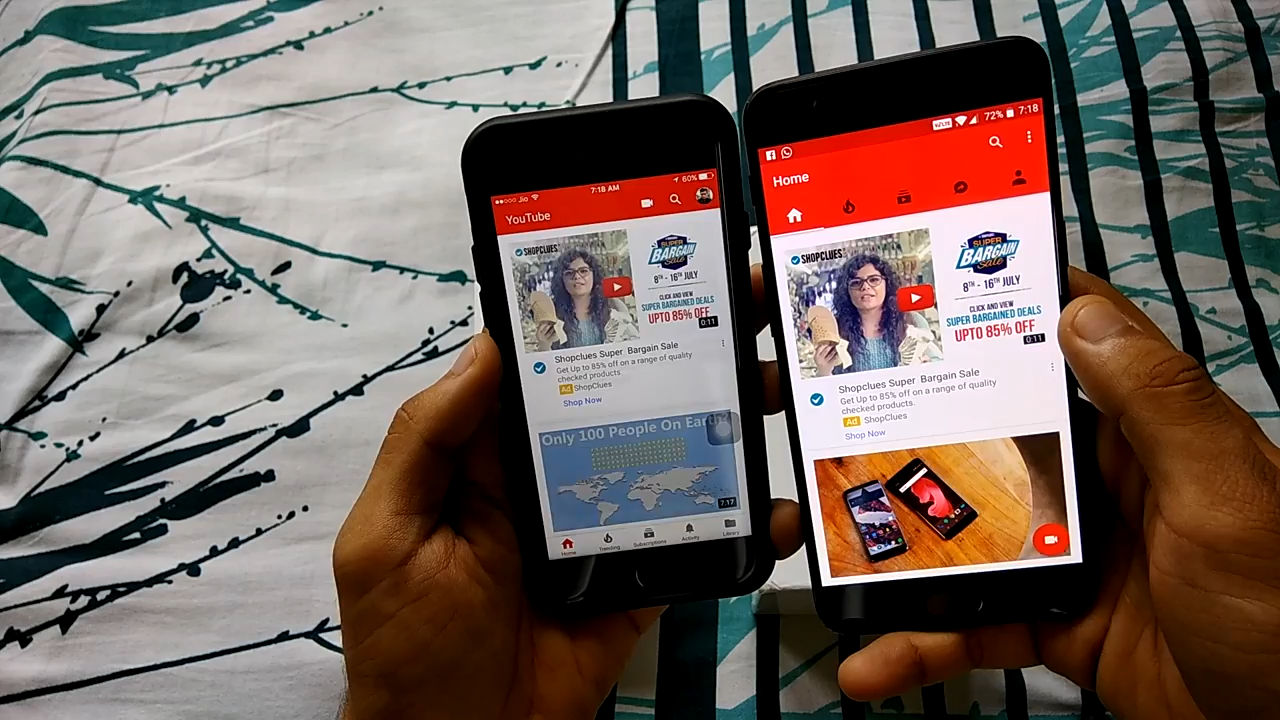 Jio 7:18 AM 60%
YouTube
SHOPCLUES
SUPER
BARGAIN
Sale
8TH - 16TH JULY
CLICK AND VIEW
SUPER BARGAINED DEALS
UPTO 85% OFF
0:11
Shopclues Super Bargain Sale
Get Up to 85% off on a range of quality
checked products.
Ad ShopClues
Shop Now
Only 100 People On Earth
7:17
Home Trending Subscriptions Activity Library
VoLTE 72% 7:18
Home
SHOPCLUES
SUPER
BARGAIN
Sale
8TH - 16TH JULY
CLICK AND VIEW
SUPER BARGAINED DEALS
UPTO 85% OFF
0:11
Shopclues Super Bargain Sale
Get Up to 85% off on a range of quality
checked products.
Ad ShopClues
Shop Now